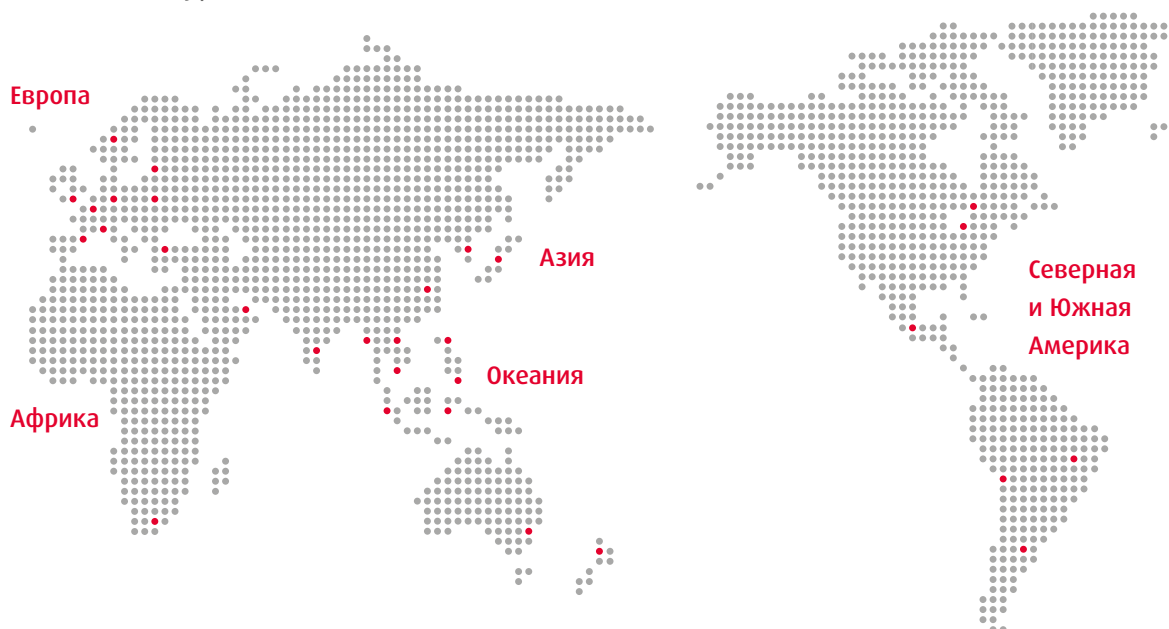 Европа
Азия
Северная
и Южная
Америка
Океания
Африка